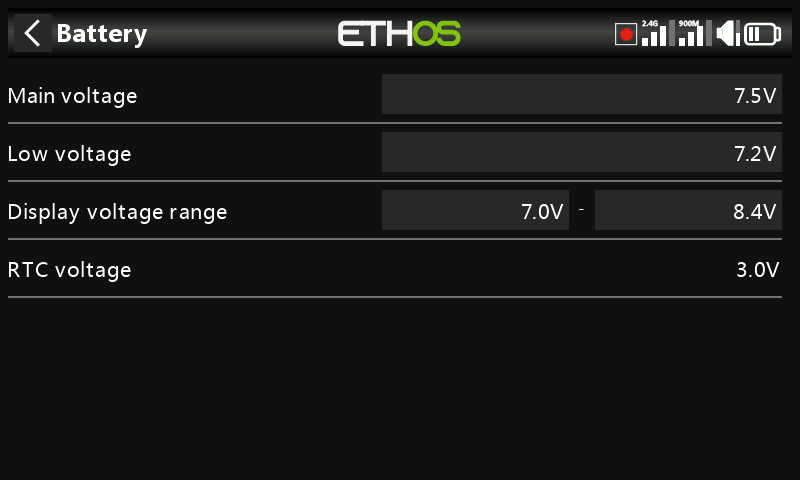 Battery
ETHOS
2.4G
900M
Main voltage 7.5V
Low voltage 7.2V
Display voltage range 7.0V - 8.4V
RTC voltage 3.0V